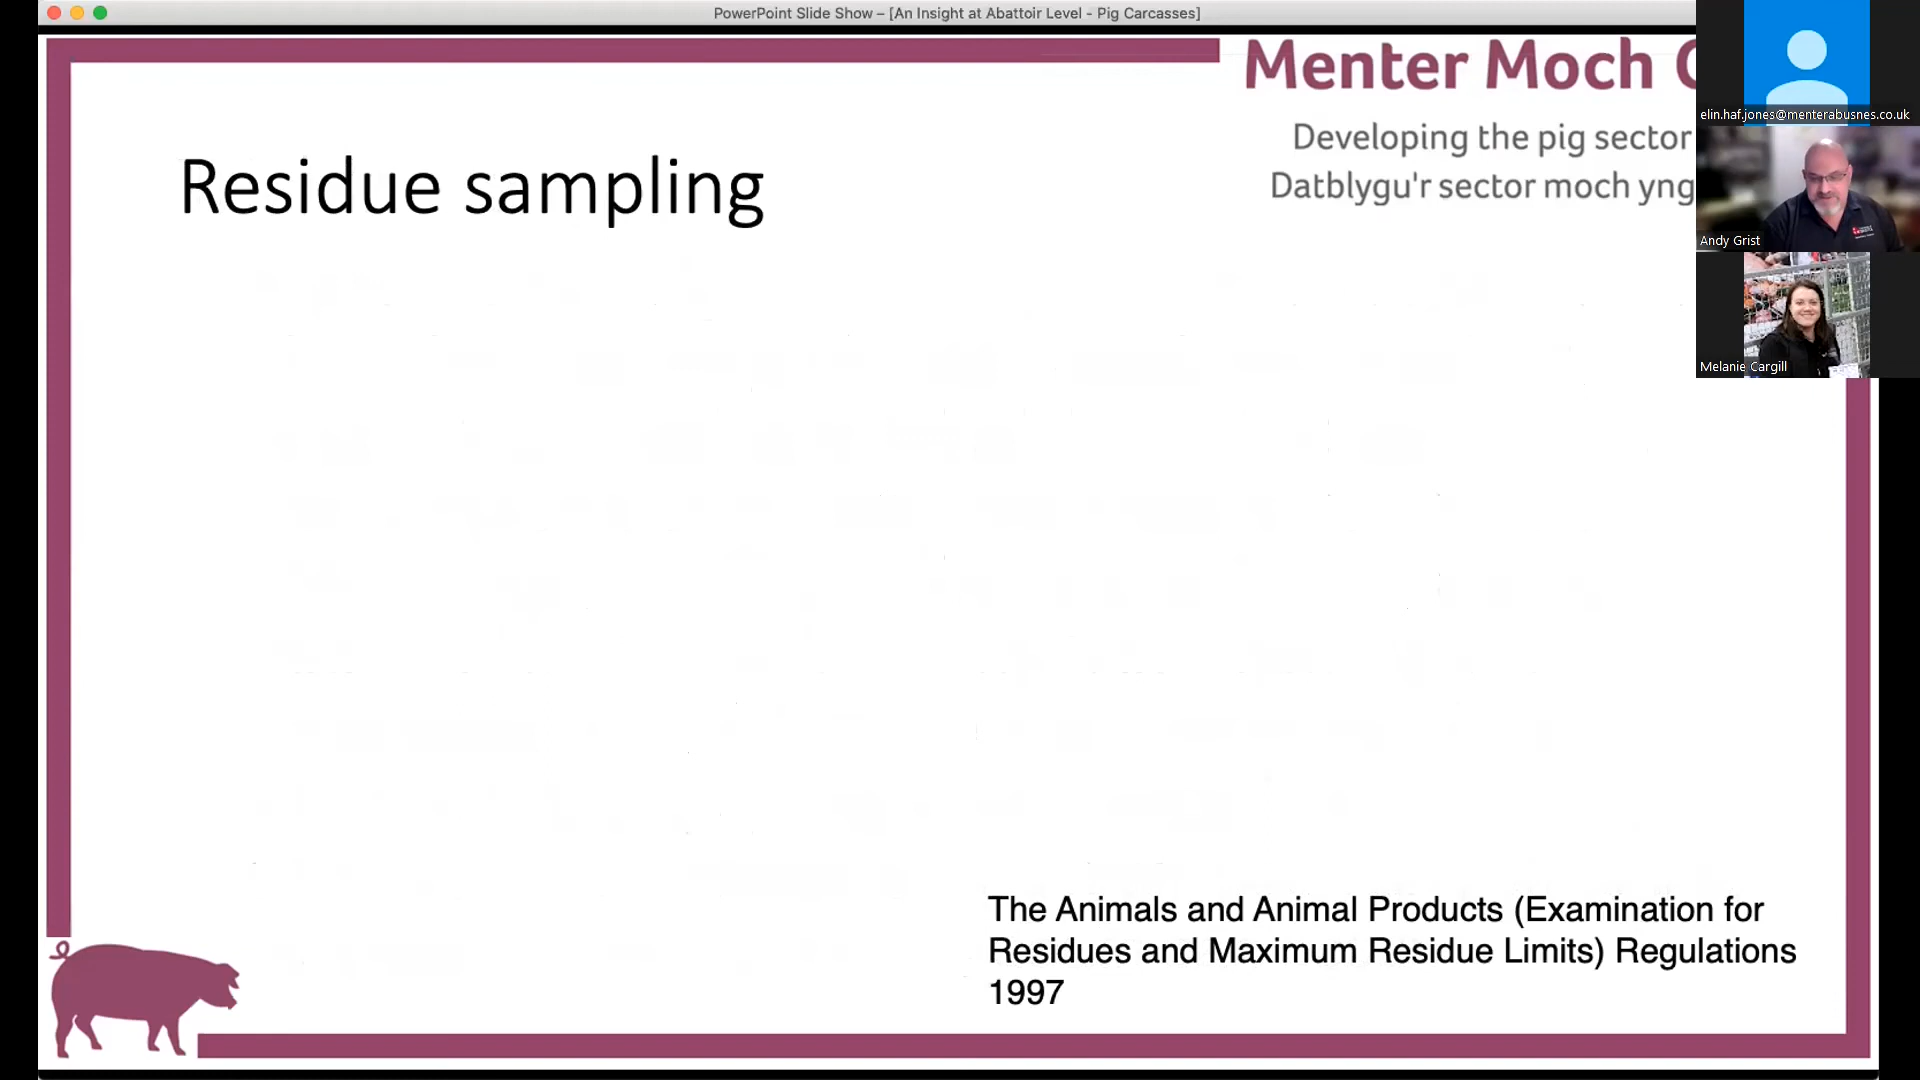 PowerPoint Slide Show – [An Insight at Abattoir Level - Pig Carcasses]
Menter Moch
Developing the pig sector
Datblygu'r sector moch yng
elin.haf.jones@menterabusnes.co.uk
Andy Grist
Melanie Cargill
Residue sampling
The Animals and Animal Products (Examination for
Residues and Maximum Residue Limits) Regulations
1997